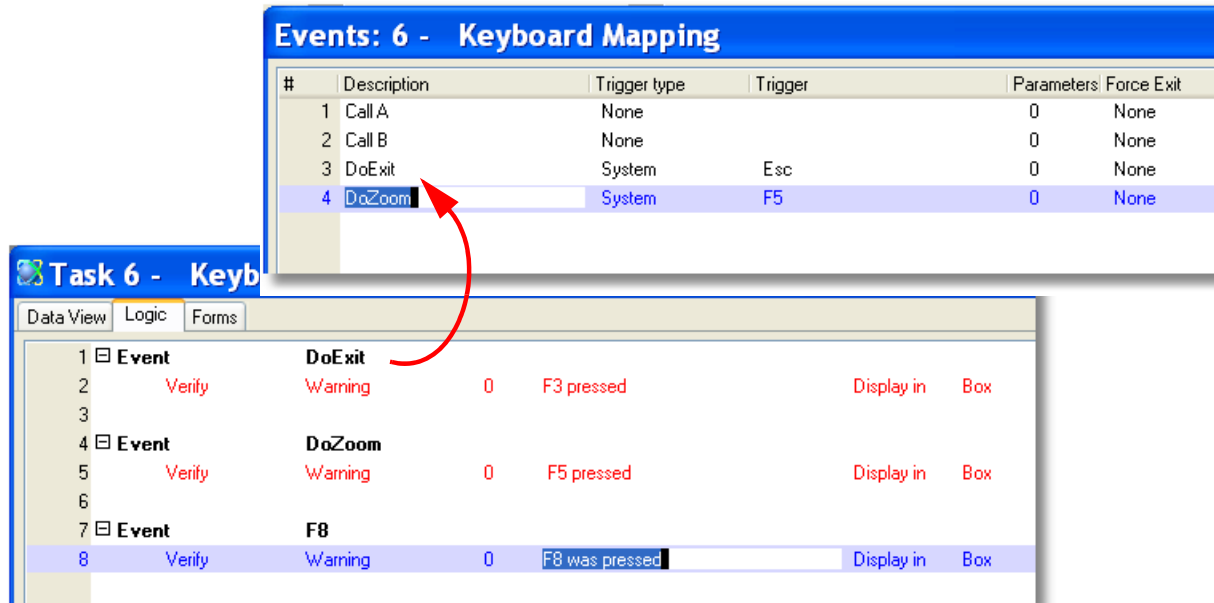 Events: 6 - Keyboard Mapping
# Description Trigger type Trigger Parameters Force Exit
1 Call A None 0 None
2 Call B None 0 None
3 DoExit System Esc 0 None
4 DoZoom System F5 0 None
Task 6 - Keyb
Data View Logic Forms
1 Event DoExit
2 Verify Warning 0 F3 pressed Display in Box
3
4 Event DoZoom
5 Verify Warning 0 F5 pressed Display in Box
6
7 Event F8
8 Verify Warning 0 F8 was pressed Display in Box